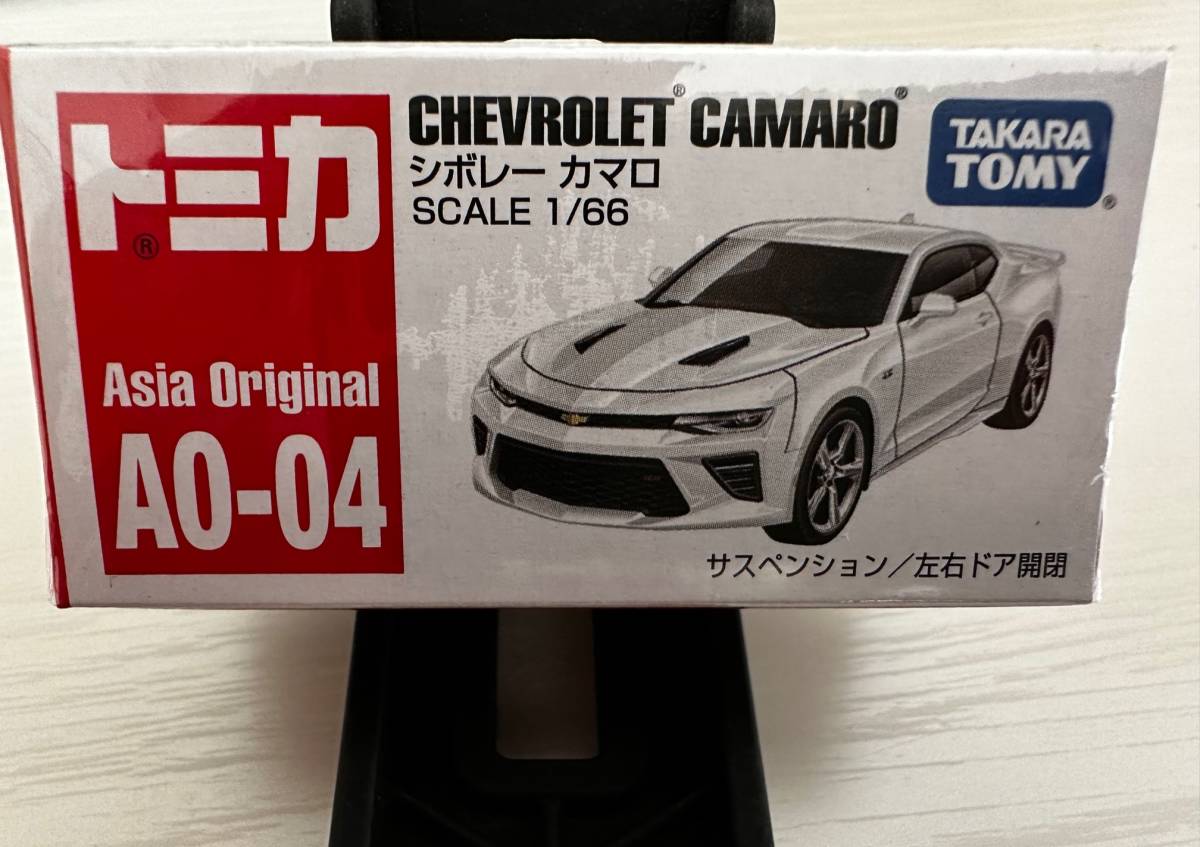 トミカ®
Asia Original
AO-04
CHEVROLET® CAMARO®
シボレー カマロ
SCALE 1/66
TAKARA
TOMY®
サスペンション／左右ドア開閉